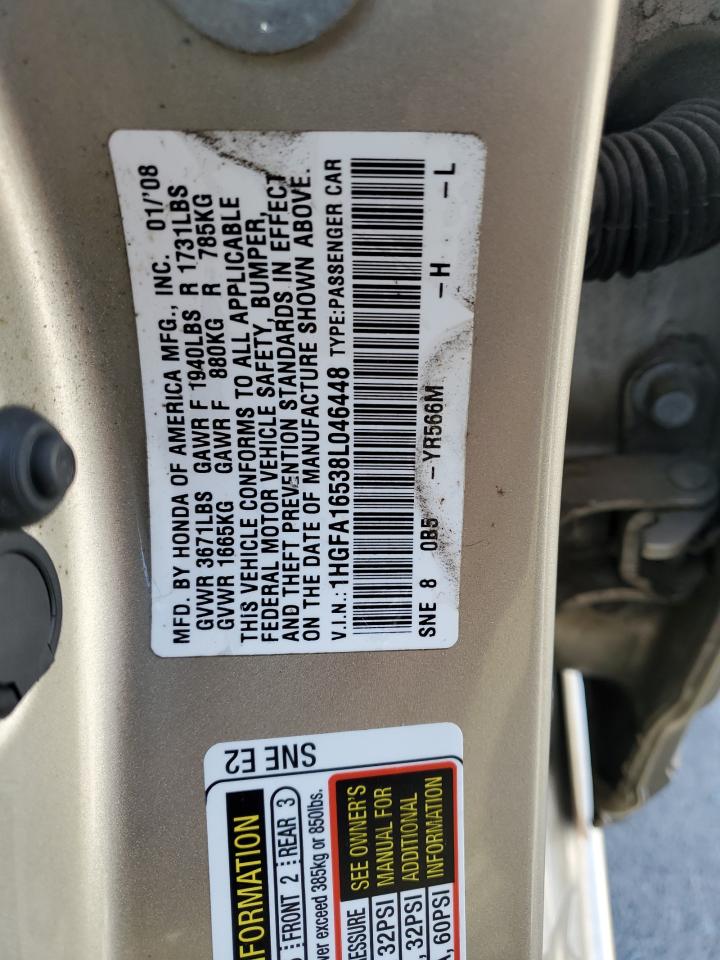 MFD. BY HONDA OF AMERICA MFG., INC. 01/'08
GVWR 3671LBS GAWR F 1940LBS R 1731LBS
GVWR 1665KG GAWR F 880KG R 785KG
THIS VEHICLE CONFORMS TO ALL APPLICABLE
FEDERAL MOTOR VEHICLE SAFETY, BUMPER,
AND THEFT PREVENTION STANDARDS IN EFFECT
ON THE DATE OF MANUFACTURE SHOWN ABOVE.
V.I.N.: 1HGFA16538L046448 TYPE:PASSENGER CAR
SNE 8 0B5 -YR566M -H -L
SNE E2
FORMATION
FRONT 2 REAR 3
ver exceed 385kg or 850lbs.
SEE OWNER'S
MANUAL FOR
ADDITIONAL
INFORMATION
ESSURE
32PSI
, 32PSI
, 60PSI